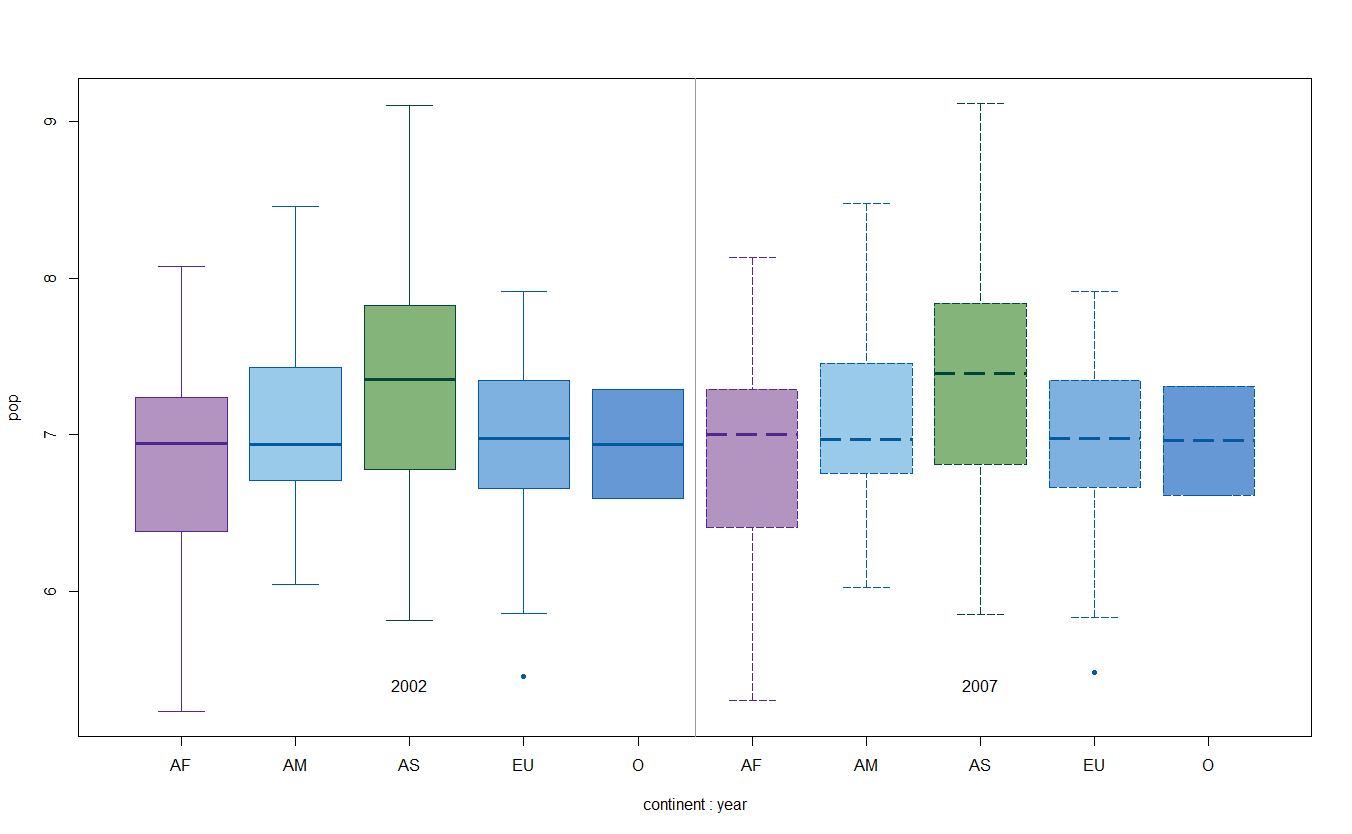 9
8
7
6
pop
2002
2007
AF AM AS EU O AF AM AS EU O
continent : year